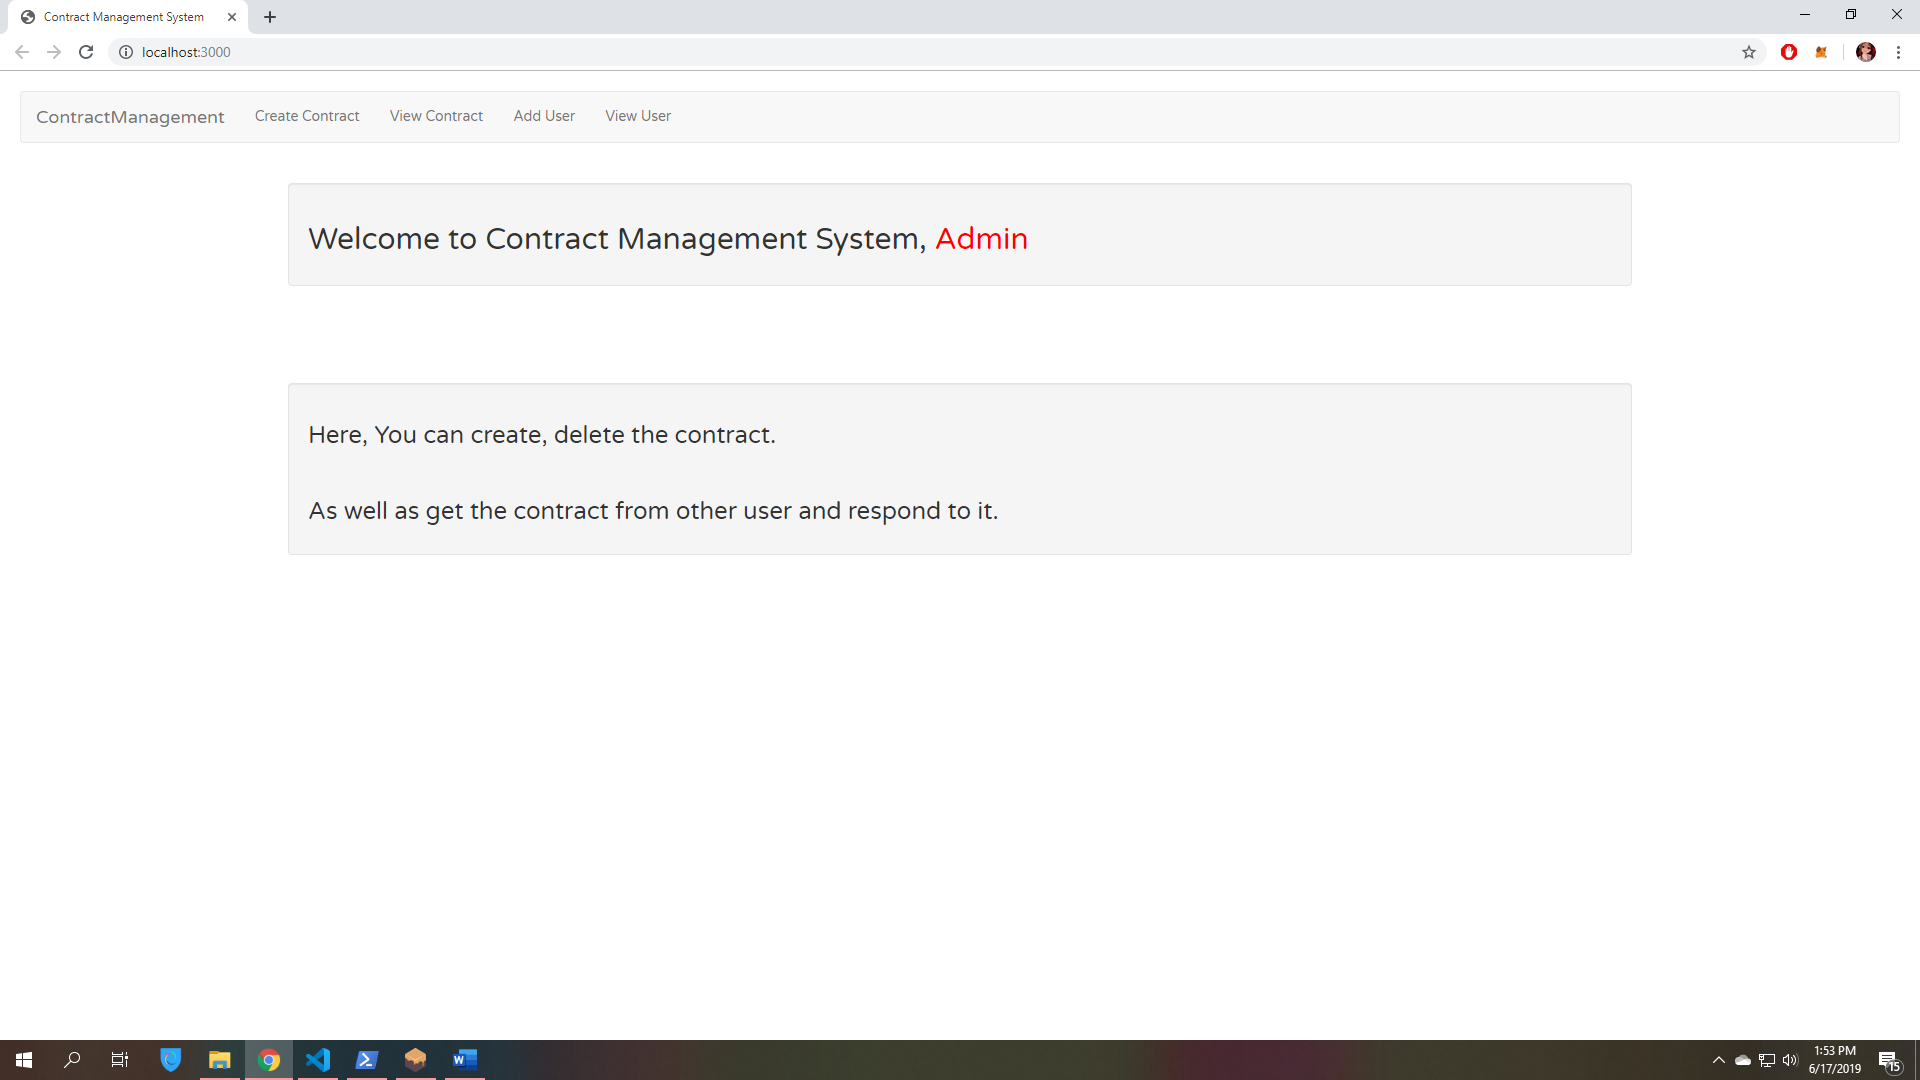 Contract Management System
localhost:3000
ContractManagement Create Contract View Contract Add User View User
Welcome to Contract Management System, Admin
Here, You can create, delete the contract.
As well as get the contract from other user and respond to it.
1:53 PM
6/17/2019
15